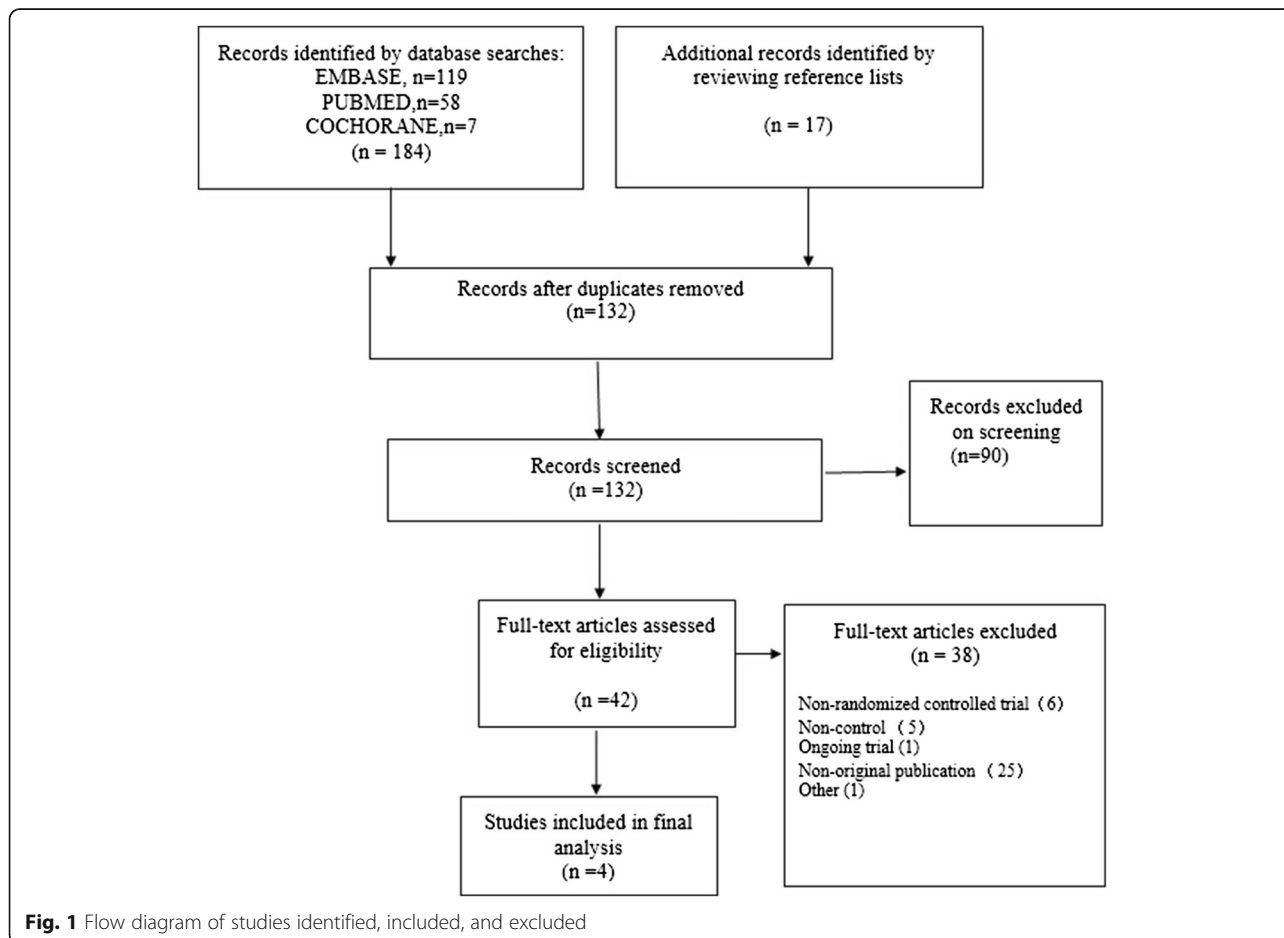 Records identified by database searches:
EMBASE, n=119
PUBMED,n=58
COCHORANE,n=7
(n = 184)
Additional records identified by
reviewing reference lists
(n = 17)
Records after duplicates removed
(n=132)
Records excluded
on screening
(n=90)
Records screened
(n =132)
Full-text articles assessed
for eligibility
(n =42)
Full-text articles excluded
(n = 38)
Non-randomized controlled trial（6）
Non-control（5）
Ongoing trial (1)
Non-original publication（25）
Other (1)
Studies included in final
analysis
(n =4)
Fig. 1 Flow diagram of studies identified, included, and excluded